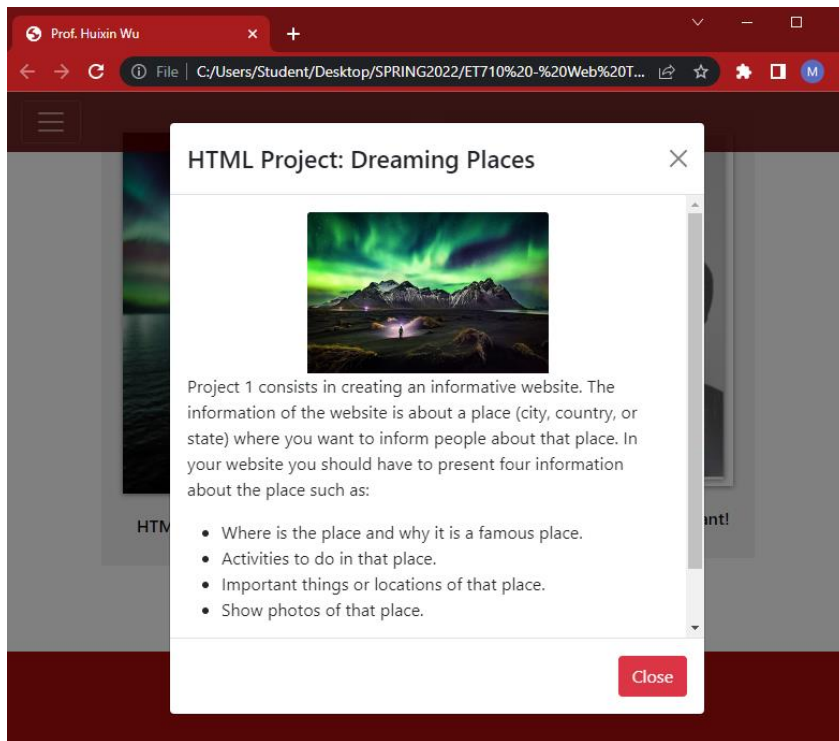 Prof. Huixin Wu
File C:/Users/Student/Desktop/SPRING2022/ET710%20-%20Web%20T...
M
HTML Project: Dreaming Places
Project 1 consists in creating an informative website. The
information of the website is about a place (city, country, or
state) where you want to inform people about that place. In
your website you should have to present four information
about the place such as:
• Where is the place and why it is a famous place.
• Activities to do in that place.
• Important things or locations of that place.
• Show photos of that place.
Close